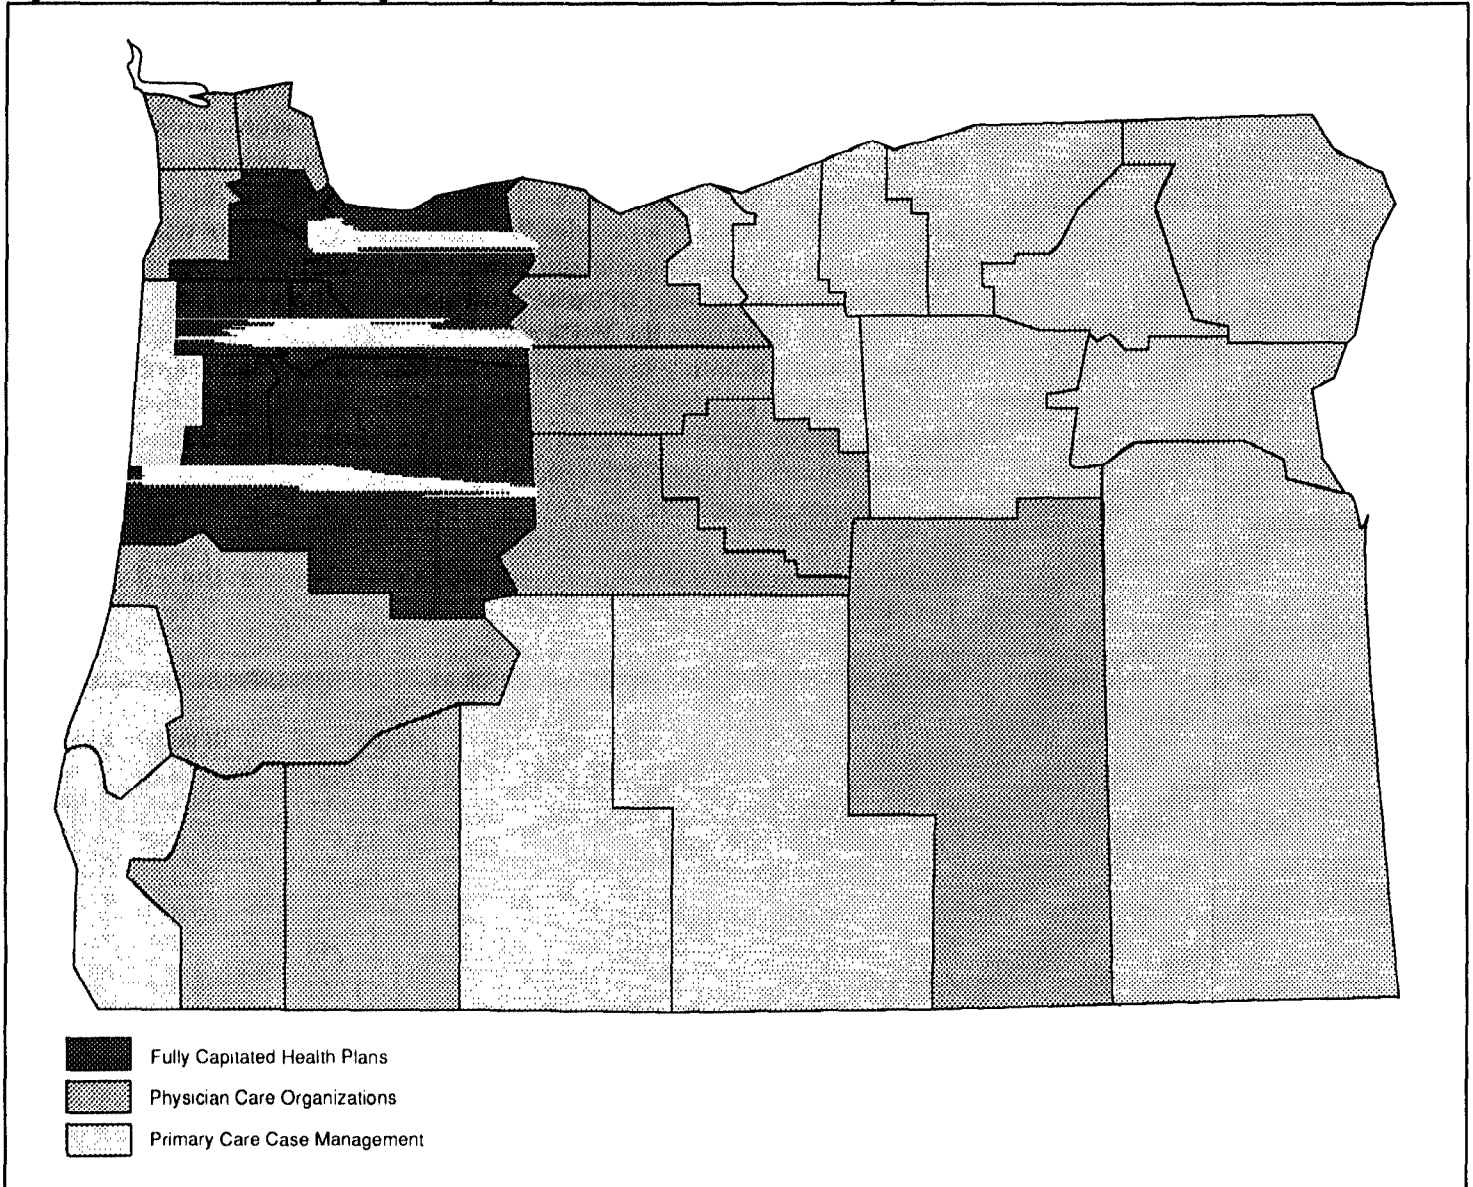 Fully Capitated Health Plans
Physician Care Organizations
Primary Care Case Management